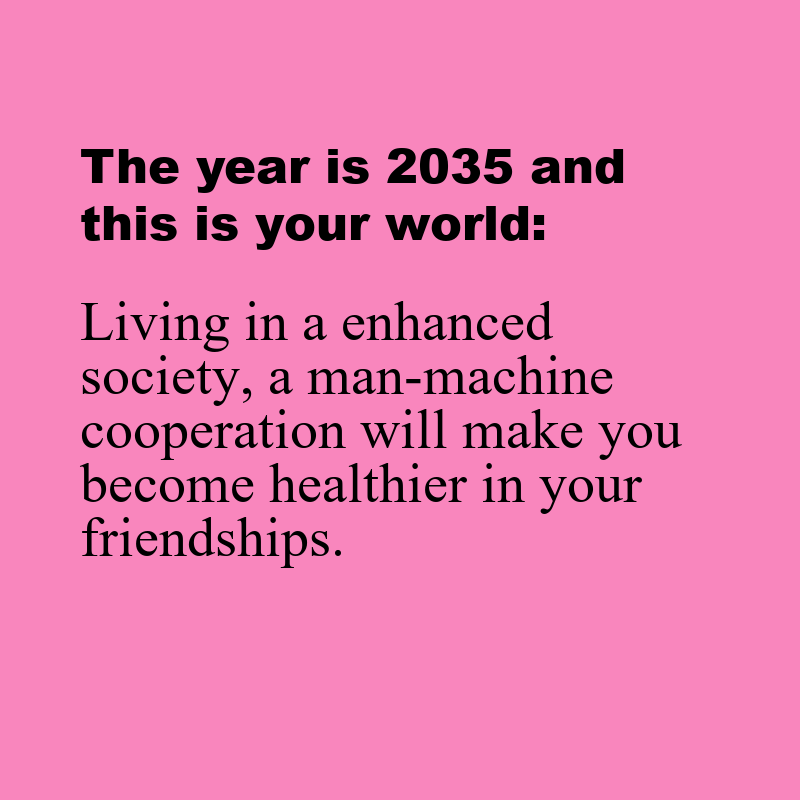 The year is 2035 and
this is your world:
Living in a enhanced
society, a man-machine
cooperation will make you
become healthier in your
friendships.